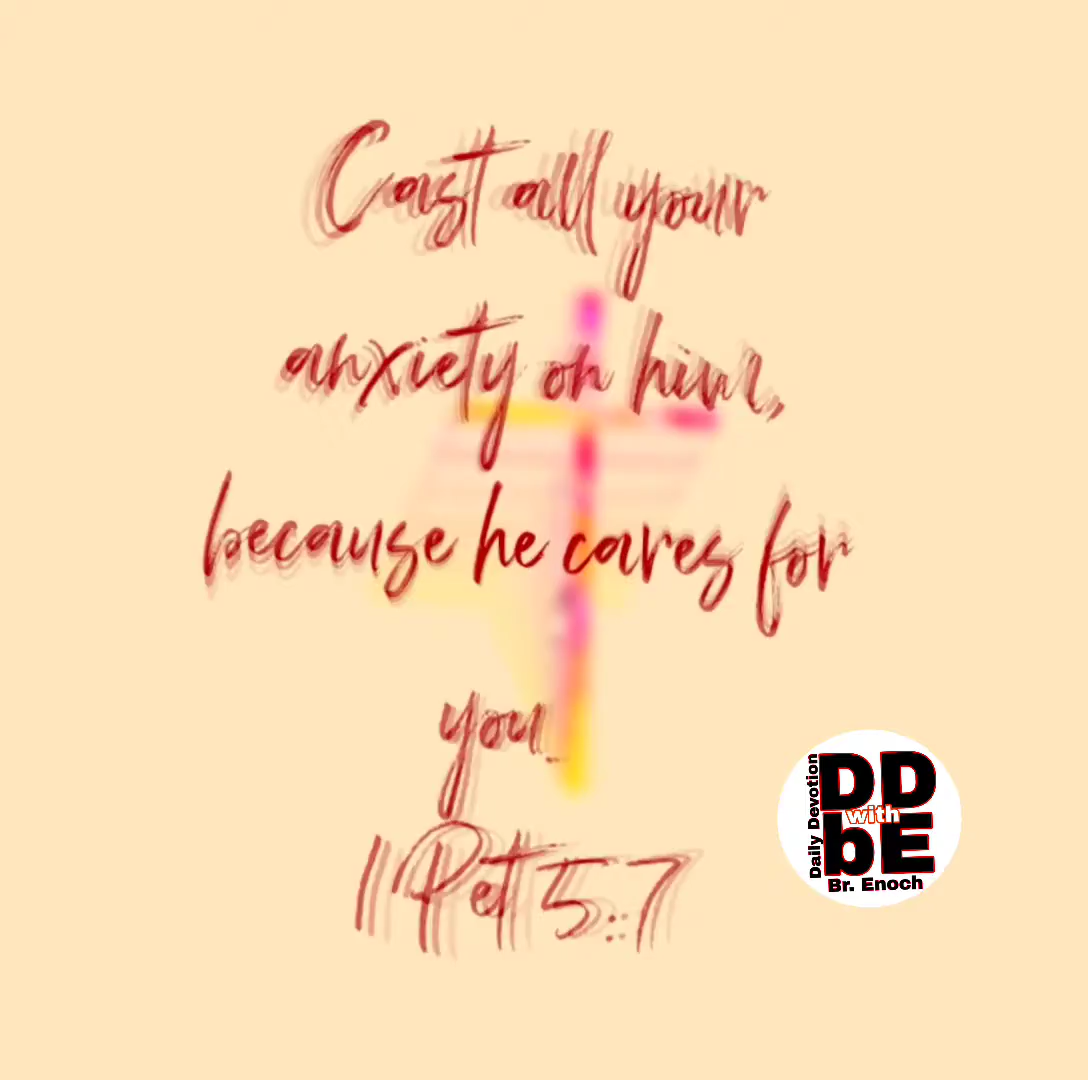 Cast all your
anxiety on him,
because he cares for
you.
1 Pet 5:7
Daily Devotion
DD
with
bE
Br. Enoch